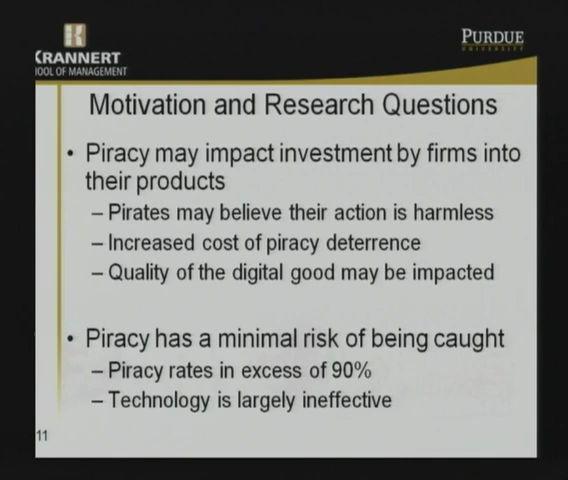 KRANNERT
OOL OF MANAGEMENT
PURDUE
UNIVERSITY
Motivation and Research Questions
• Piracy may impact investment by firms into
their products
– Pirates may believe their action is harmless
– Increased cost of piracy deterrence
– Quality of the digital good may be impacted
• Piracy has a minimal risk of being caught
– Piracy rates in excess of 90%
– Technology is largely ineffective
11